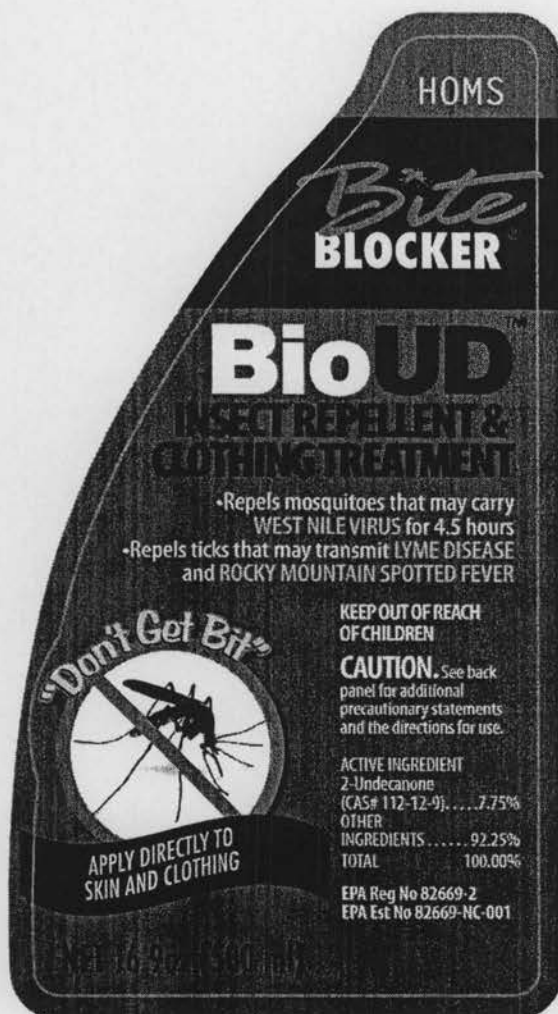 HOMS
Bite
BLOCKER®
BioUD™
INSECT REPELLENT &
CLOTHING TREATMENT
•Repels mosquitoes that may carry
WEST NILE VIRUS for 4.5 hours
•Repels ticks that may transmit LYME DISEASE
and ROCKY MOUNTAIN SPOTTED FEVER
"Don't Get Bit"
APPLY DIRECTLY TO
SKIN AND CLOTHING
KEEP OUT OF REACH
OF CHILDREN
CAUTION. See back
panel for additional
precautionary statements
and the directions for use.
ACTIVE INGREDIENT
2-Undecanone
(CAS# 112-12-9).....7.75%
OTHER
INGREDIENTS......92.25%
TOTAL 100.00%
EPA Reg No 82669-2
EPA Est No 82669-NC-001
NET 16.9